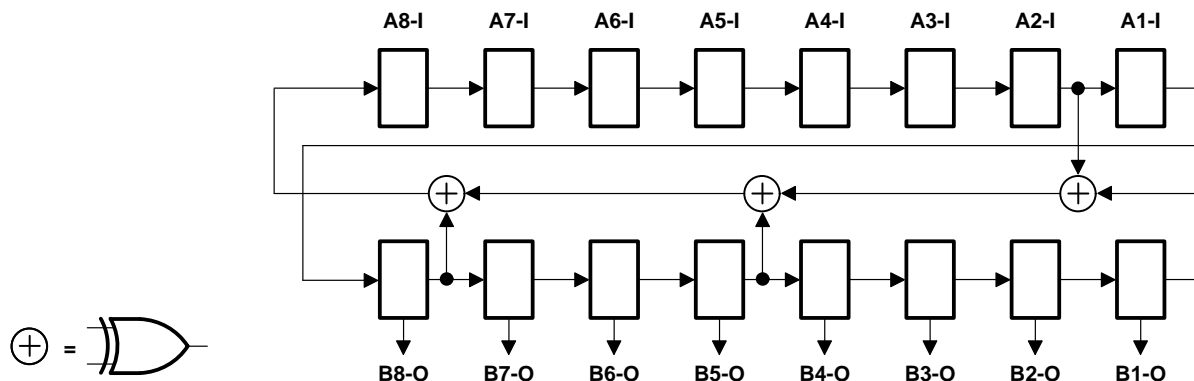 A8-I A7-I A6-I A5-I A4-I A3-I A2-I A1-I
=
B8-O B7-O B6-O B5-O B4-O B3-O B2-O B1-O